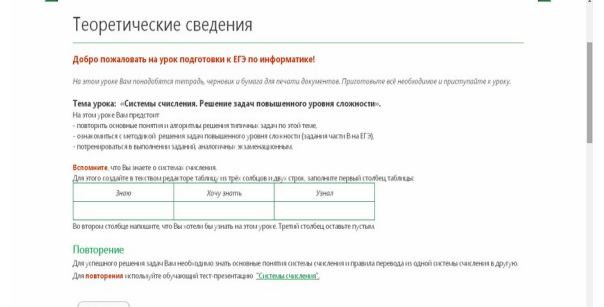 Теоретические сведения
Добро пожаловать на урок подготовки к ЕГЭ по информатике!
На этом уроке Вам понадобятся тетрадь, черновик и бумага для печати документов. Приготовьте всё необходимое и приступайте к уроку.
Тема урока: «Системы счисления. Решение задач повышенного уровня сложности».
На этом уроке Вам предстоит
- повторить основные понятия и алгоритмы решения типичных задач по этой теме,
- ознакомиться с методикой решения задач повышенного уровня сложности (задания части В на ЕГЭ),
- потренироваться в выполнении заданий, аналогичных экзаменационным.
Вспомните, что Вы знаете о системах счисления.
Для этого создайте в текстовом редакторе таблицу из трёх солбцов и двух строк, заполните первый столбец таблицы:
Знаю Хочу знать Узнал
Во втором столбце напишите, что Вы хотели бы узнать на этом уроке. Третий столбец оставьте пустым.
Повторение
Для успешного решения задач Вам необходимо знать основные понятия системы счисления и правила перевода из одной системы счисления в другую.
Для повторения используйте обучающий тест-презентацию "Системы счисления".